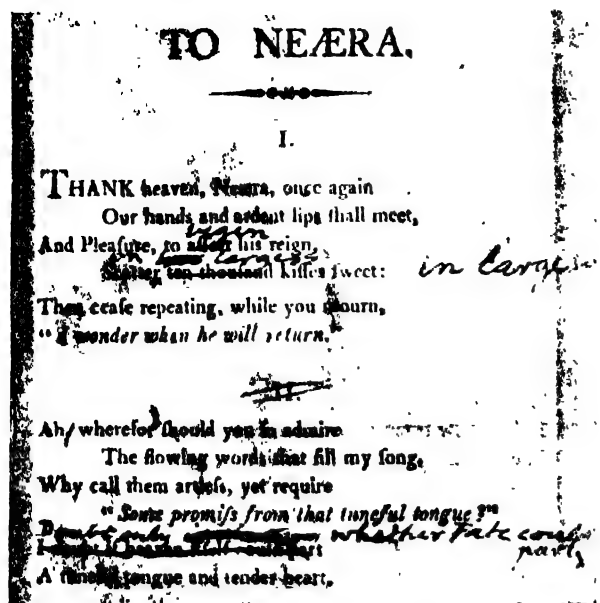 TO NEÆRA.
I.
THANK heaven, Neæra, once again
Our hands and ardent lips ſhall meet,
And Pleaſure, to aſſert his reign,
regen
Scatter ten thouſand kiſſes ſweet: in largess
Then ceaſe repeating, while you mourn,
"I wonder when he will return."
Ah, wherefore ſhould you ſo admire
The flowing words that fill my ſong,
Why call them artleſs, yet require
"Some promiſe from that tuneful tongue?"
only whether Fate could
part,
A tuneful tongue and tender heart,